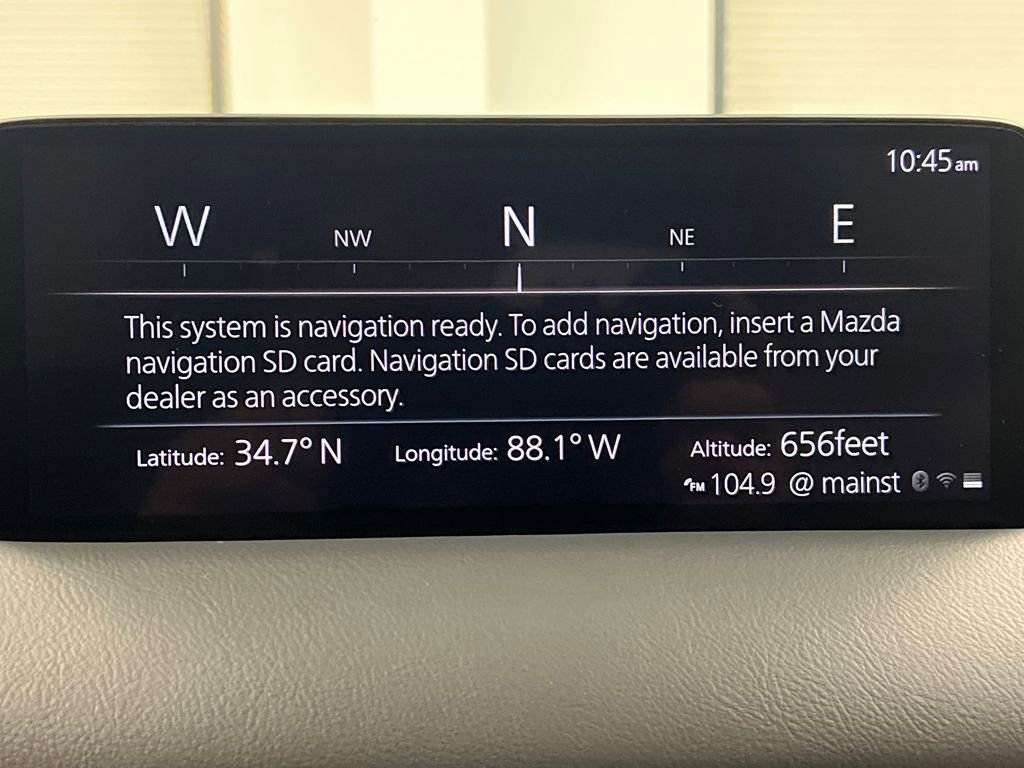 10:45am
W NW N NE E
This system is navigation ready. To add navigation, insert a Mazda
navigation SD card. Navigation SD cards are available from your
dealer as an accessory.
Latitude: 34.7° N Longitude: 88.1° W Altitude: 656feet
FM 104.9 @ mainst